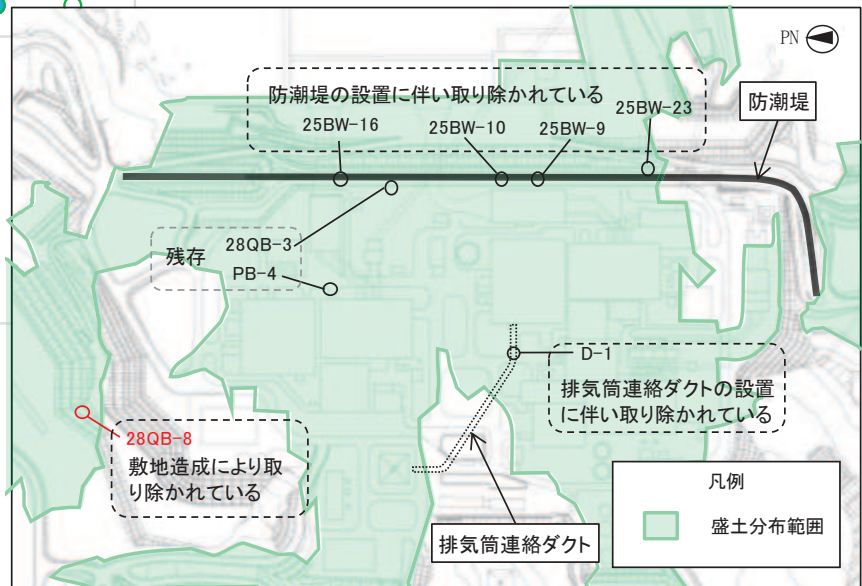 PN
防潮堤の設置に伴い取り除かれている
25BW-16
25BW-10
25BW-9
25BW-23
防潮堤
残存
28QB-3
PB-4
D-1
排気筒連絡ダクトの設置
に伴い取り除かれている
28QB-8
敷地造成により取
り除かれている
排気筒連絡ダクト
凡例
盛土分布範囲